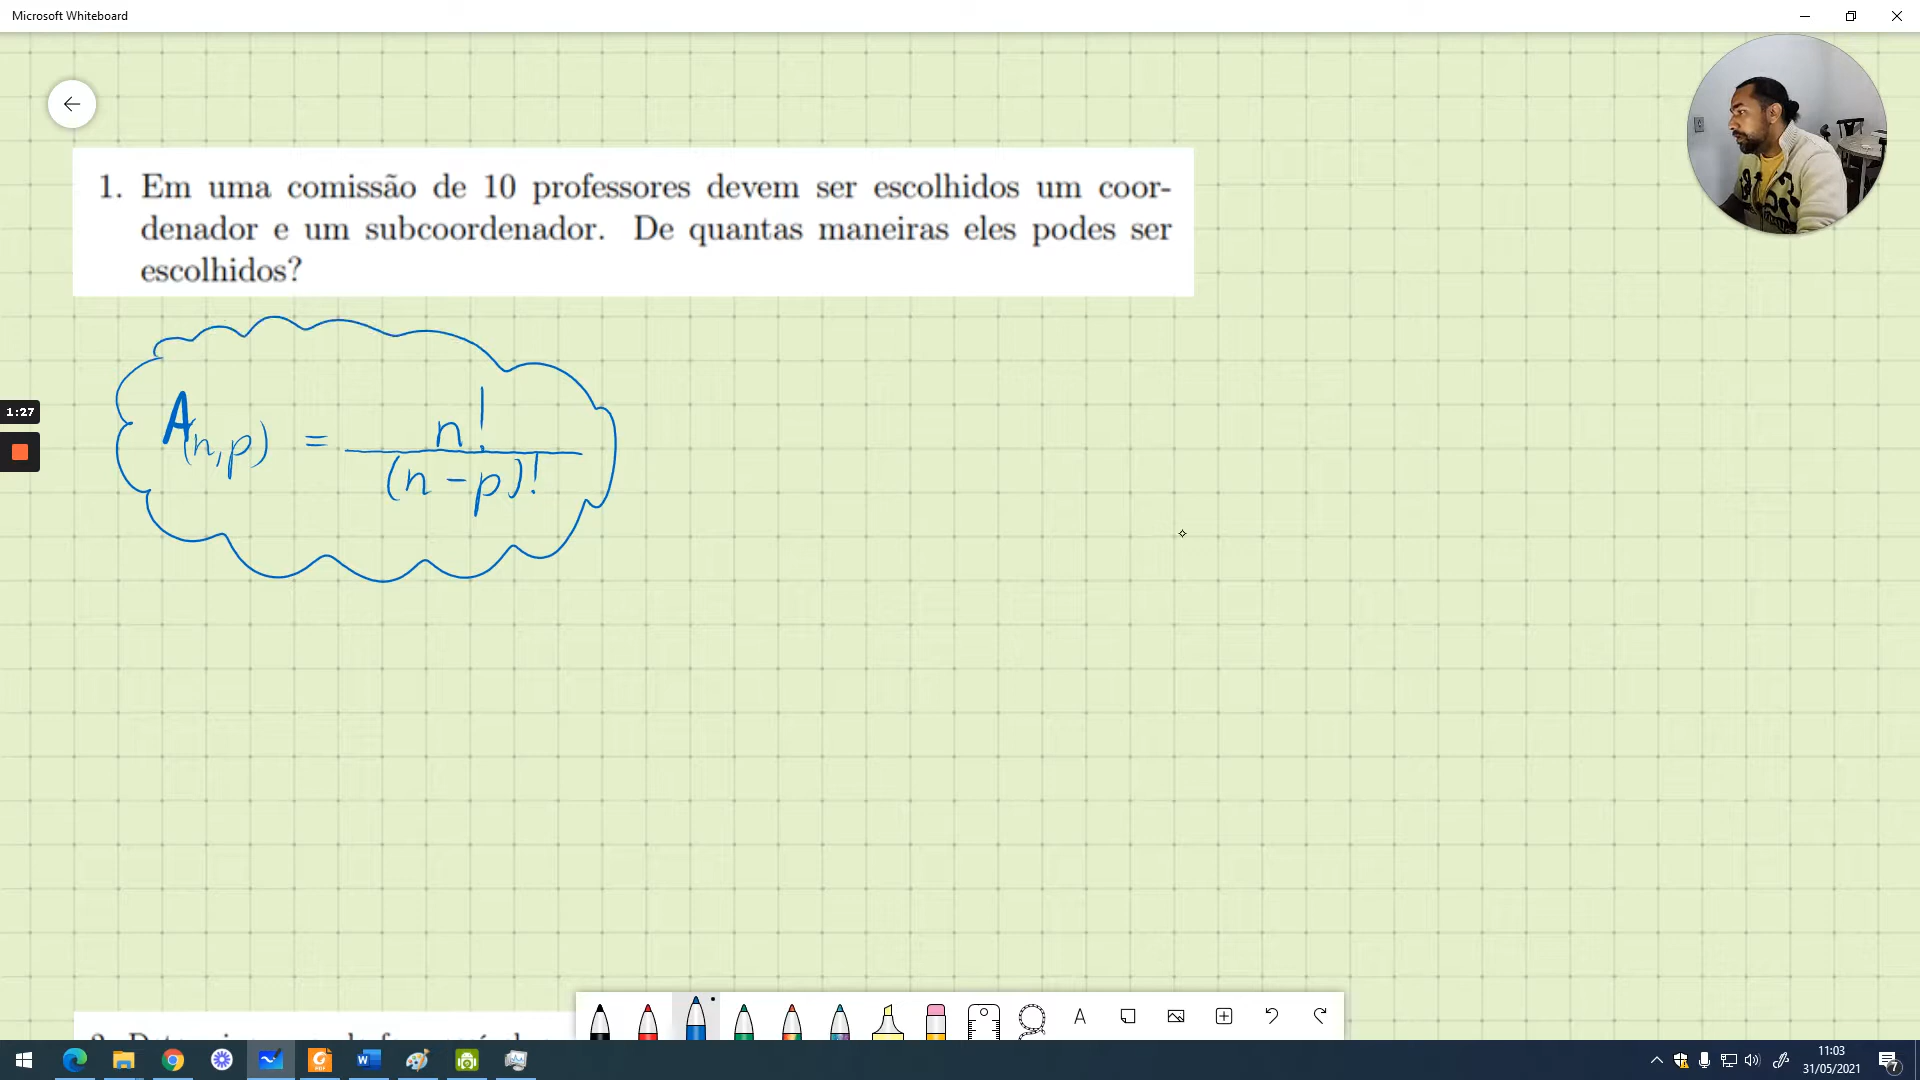 Microsoft Whiteboard
1. Em uma comissão de 10 professores devem ser escolhidos um coor-
denador e um subcoordenador. De quantas maneiras eles podes ser
escolhidos?
A(n,p) = n! / (n-p)!
1:27
A
11:03
31/05/2021
7